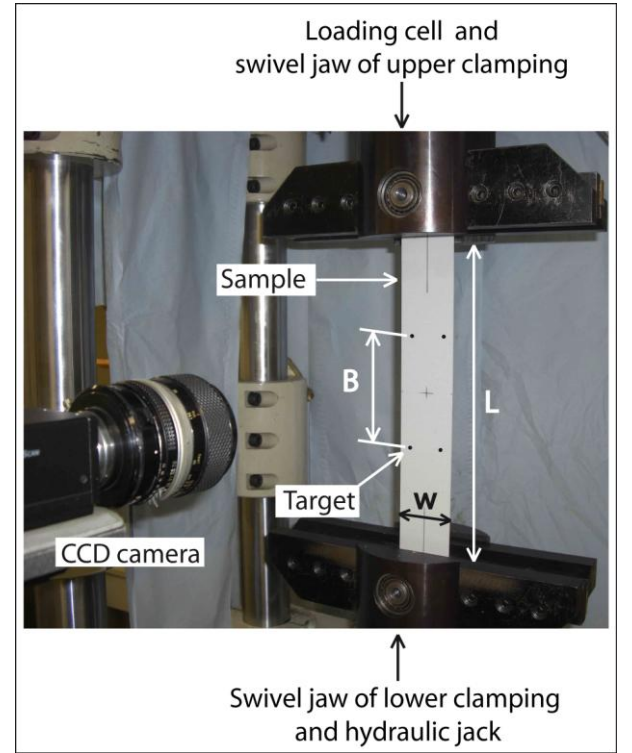 Loading cell and
swivel jaw of upper clamping
Sample
B
L
Target
W
CCD camera
Swivel jaw of lower clamping
and hydraulic jack